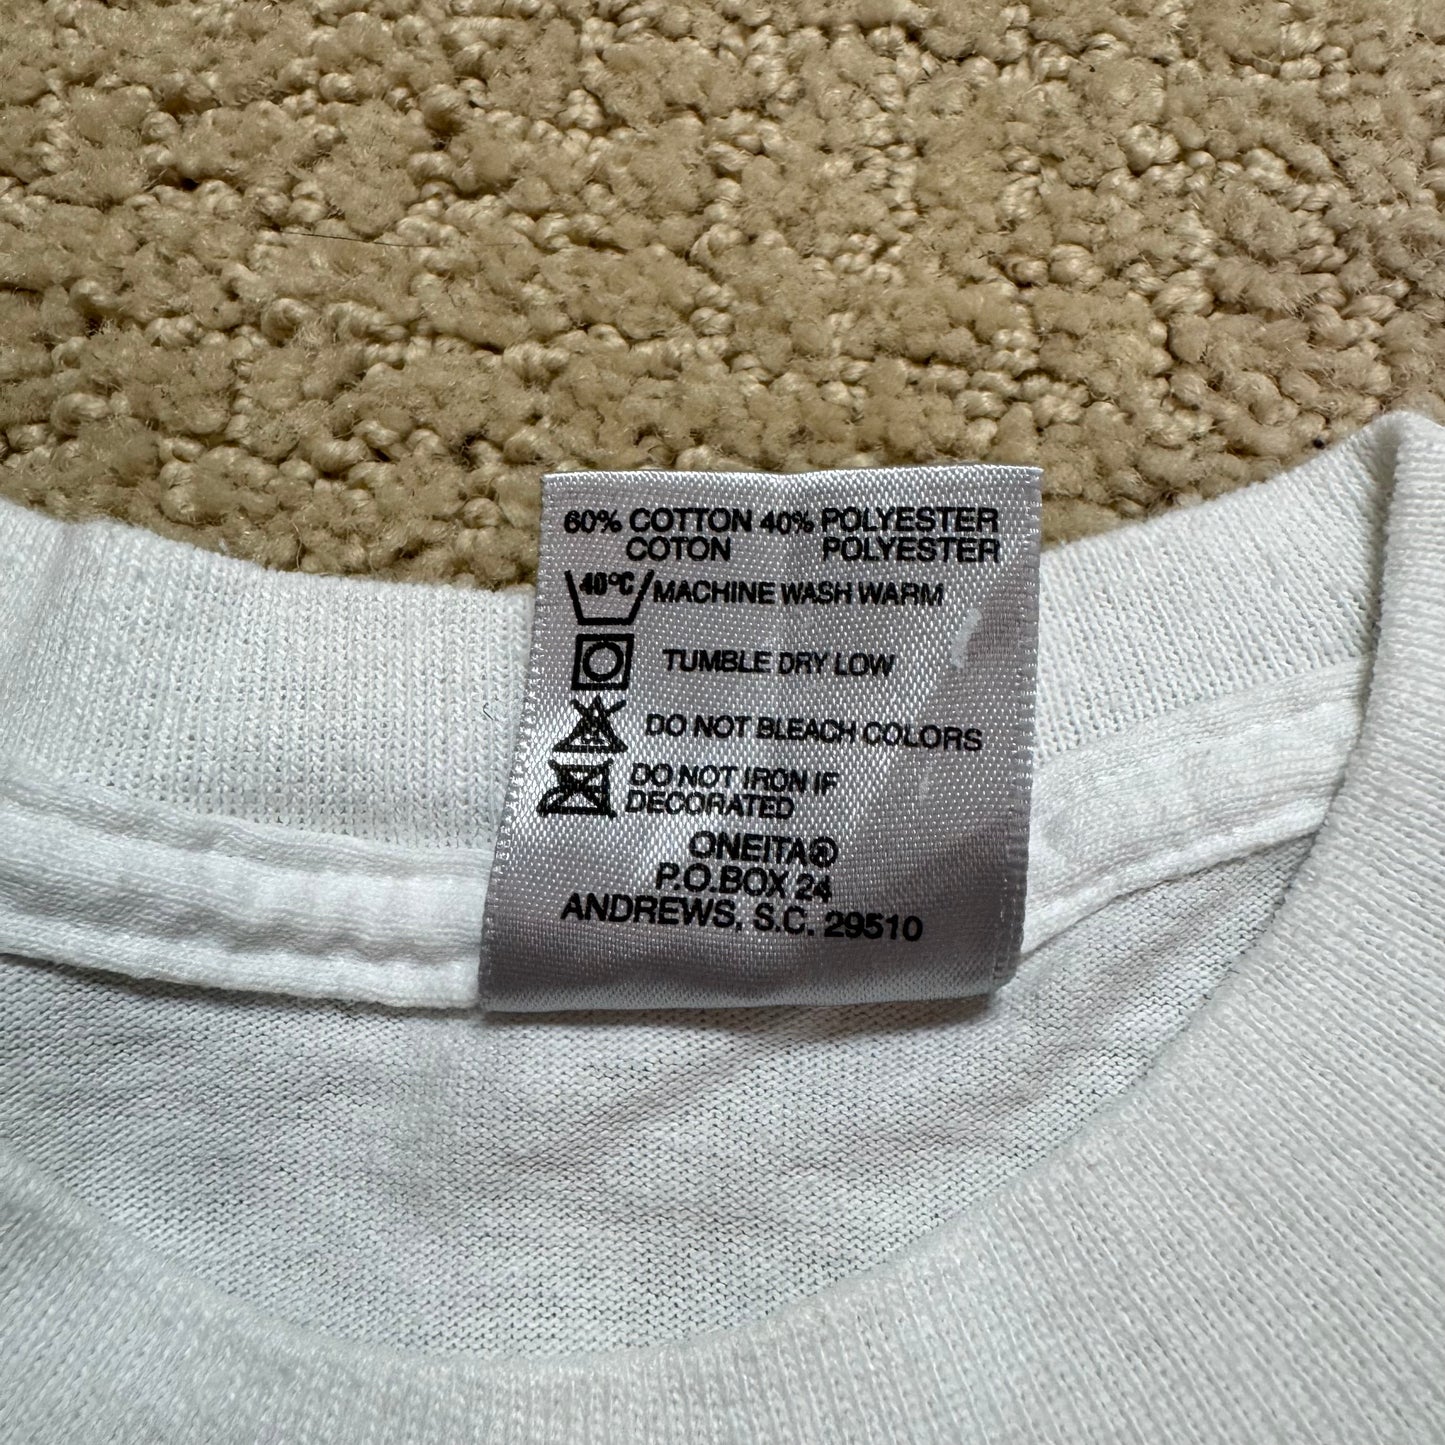 60% COTTON 40% POLYESTER
COTON POLYESTER
40°C MACHINE WASH WARM
TUMBLE DRY LOW
DO NOT BLEACH COLORS
DO NOT IRON IF
DECORATED
ONEITA®
P.O.BOX 24
ANDREWS, S.C. 29510